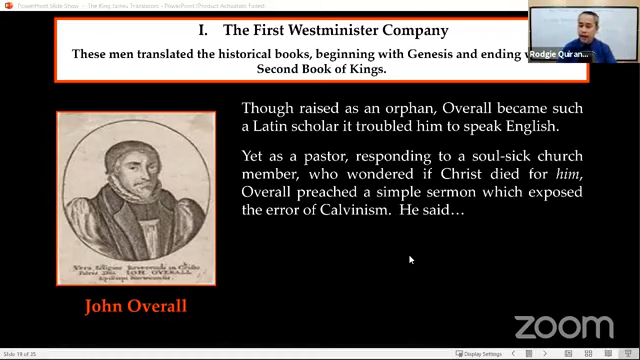 PowerPoint Slide Show - The King James Translators - PowerPoint (Product Activation Failed)
I. The First Westminister Company
These men translated the historical books, beginning with Genesis and ending
Second Book of Kings.
Rodgie Quiran...
Though raised as an orphan, Overall became such
a Latin scholar it troubled him to speak English.
Yet as a pastor, responding to a soul-sick church
member, who wondered if Christ died for him,
Overall preached a simple sermon which exposed
the error of Calvinism. He said…
IOH OVERALL
John Overall
zoom
Slide 19 of 35
Display Settings